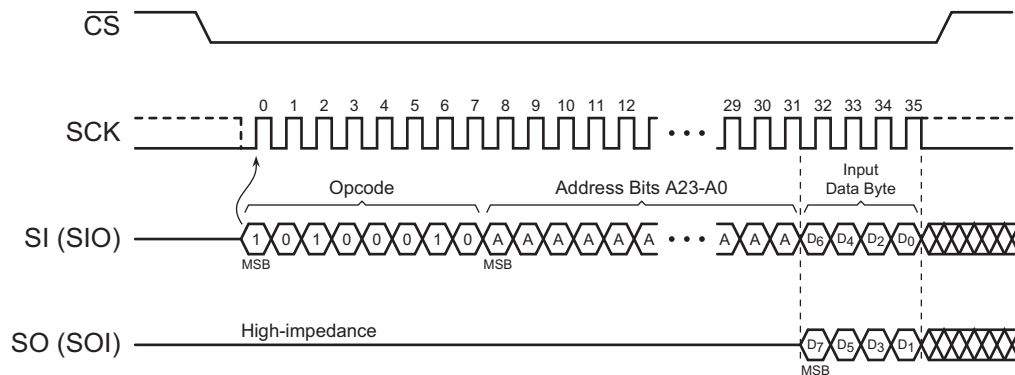 CS
0 1 2 3 4 5 6 7 8 9 10 11 12 29 30 31 32 33 34 35
SCK
Opcode
Address Bits A23-A0
Input
Data Byte
SI (SIO)
1 0 1 0 0 0 1 0 A A A A A A A A A D6 D4 D2 D0
MSB
MSB
High-impedance
SO (SOI)
D7 D5 D3 D1
MSB